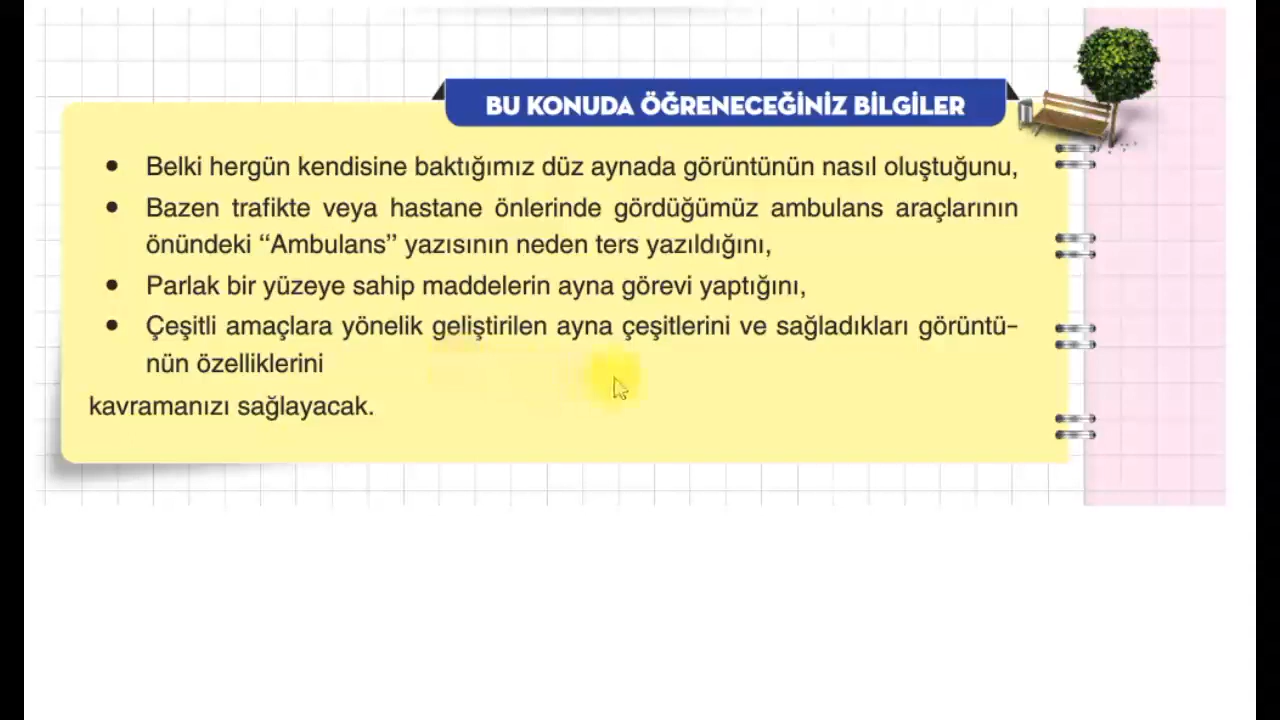 BU KONUDA ÖĞRENECEĞİNİZ BİLGİLER
• Belki hergün kendisine baktığımız düz aynada görüntünün nasıl oluştuğunu,
• Bazen trafikte veya hastane önlerinde gördüğümüz ambulans araçlarının
önündeki “Ambulans” yazısının neden ters yazıldığını,
• Parlak bir yüzeye sahip maddelerin ayna görevi yaptığını,
• Çeşitli amaçlara yönelik geliştirilen ayna çeşitlerini ve sağladıkları görüntü-
nün özelliklerini
kavramanızı sağlayacak.